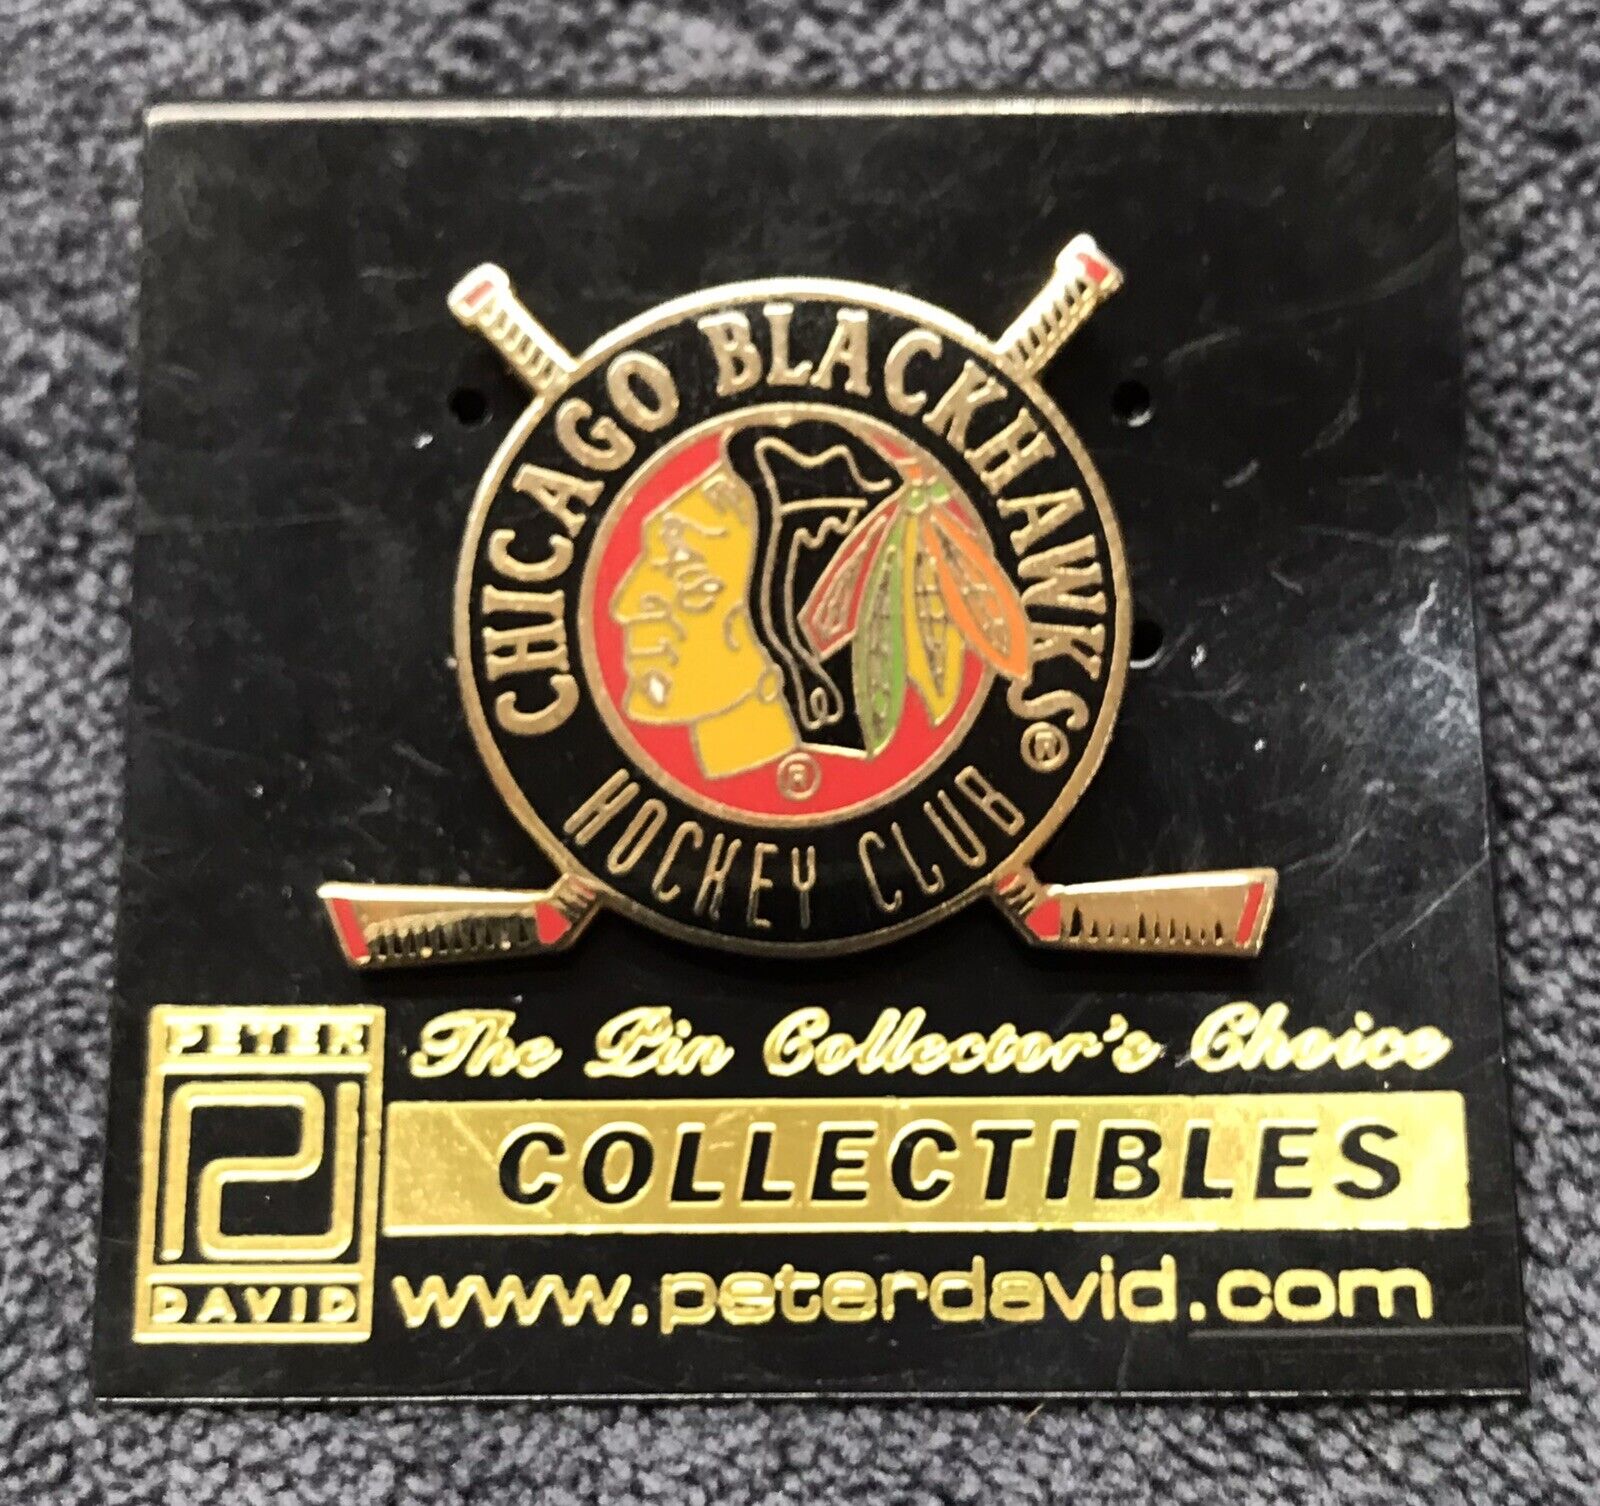 CHICAGO BLACKHAWKS®
®
HOCKEY CLUB
PETER
DAVID
The Pin Collector's Choice
COLLECTIBLES
www.peterdavid.com